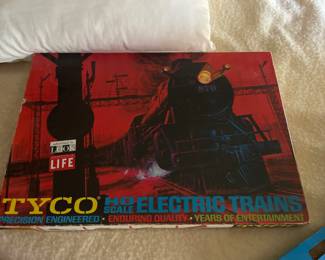 LOOK
LIFE
TYCO HO SCALE ELECTRIC TRAINS
PRECISION ENGINEERED • ENDURING QUALITY • YEARS OF ENTERTAINMENT